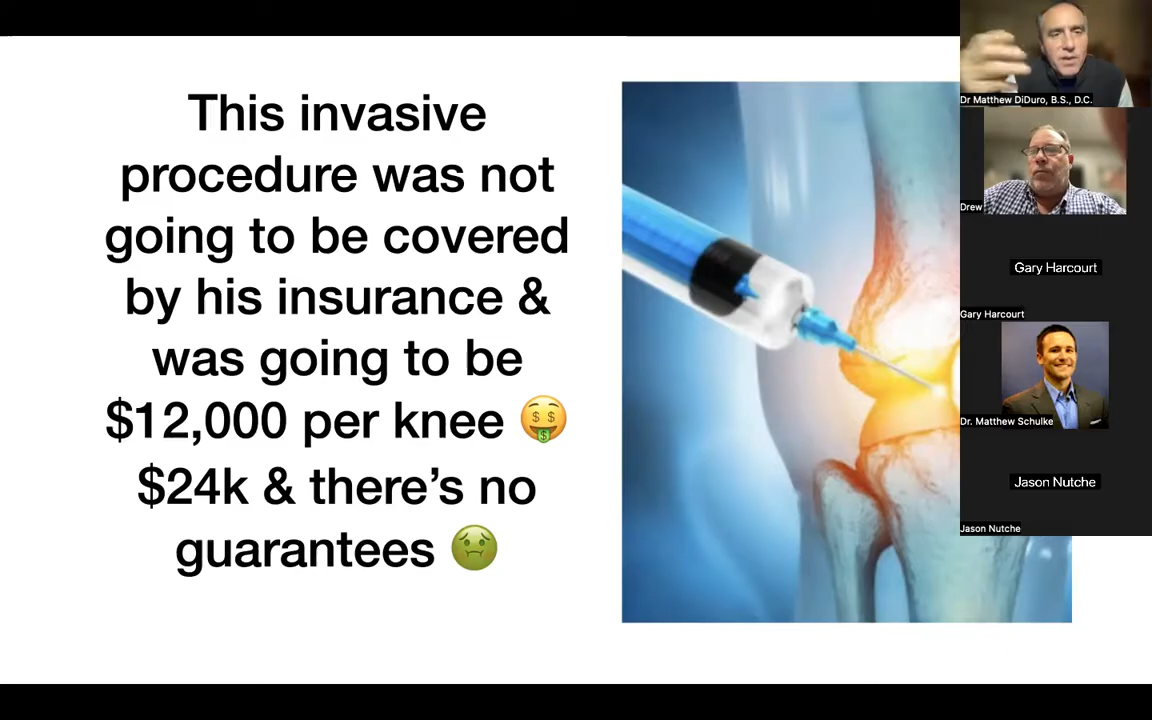 This invasive
procedure was not
going to be covered
by his insurance &
was going to be
$12,000 per knee 🤑
$24k & there’s no
guarantees 🤢
Dr Matthew DiDuro, B.S., D.C.
Drew
Gary Harcourt
Gary Harcourt
Dr. Matthew Schulke
Jason Nutche
Jason Nutche